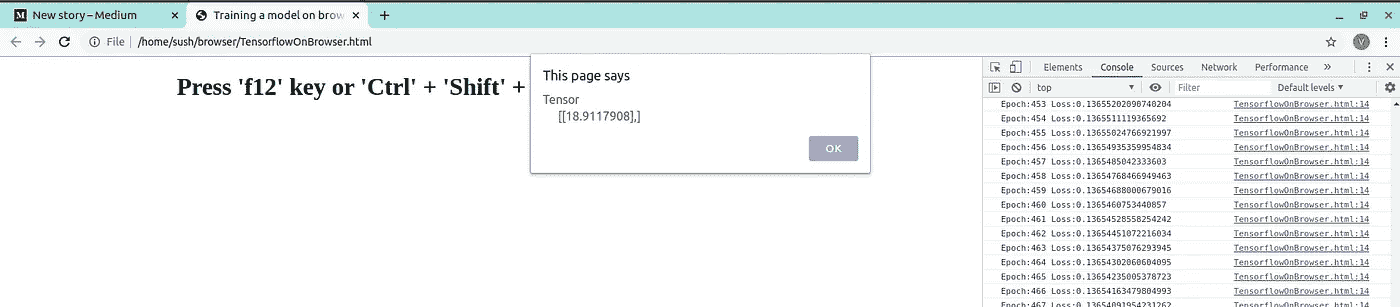 New story – Medium
Training a model on brow
File /home/sush/browser/TensorflowOnBrowser.html
V
Press 'f12' key or 'Ctrl' + 'Shift' +
This page says
Tensor
[[18.9117908],]
OK
Elements Console Sources Network Performance »
top Filter Default levels
Epoch:453 Loss:0.13655202090740204 TensorflowOnBrowser.html:14
Epoch:454 Loss:0.1365511119365692 TensorflowOnBrowser.html:14
Epoch:455 Loss:0.13655024766921997 TensorflowOnBrowser.html:14
Epoch:456 Loss:0.13654935359954834 TensorflowOnBrowser.html:14
Epoch:457 Loss:0.1365485042333603 TensorflowOnBrowser.html:14
Epoch:458 Loss:0.13654768466949463 TensorflowOnBrowser.html:14
Epoch:459 Loss:0.13654688000679016 TensorflowOnBrowser.html:14
Epoch:460 Loss:0.1365460753440857 TensorflowOnBrowser.html:14
Epoch:461 Loss:0.13654528558254242 TensorflowOnBrowser.html:14
Epoch:462 Loss:0.13654451072216034 TensorflowOnBrowser.html:14
Epoch:463 Loss:0.13654375076293945 TensorflowOnBrowser.html:14
Epoch:464 Loss:0.13654302060604095 TensorflowOnBrowser.html:14
Epoch:465 Loss:0.13654235005378723 TensorflowOnBrowser.html:14
Epoch:466 Loss:0.13654163479804993 TensorflowOnBrowser.html:14
Epoch:467 Loss:0.13654091954231262 TensorflowOnBrowser.html:14